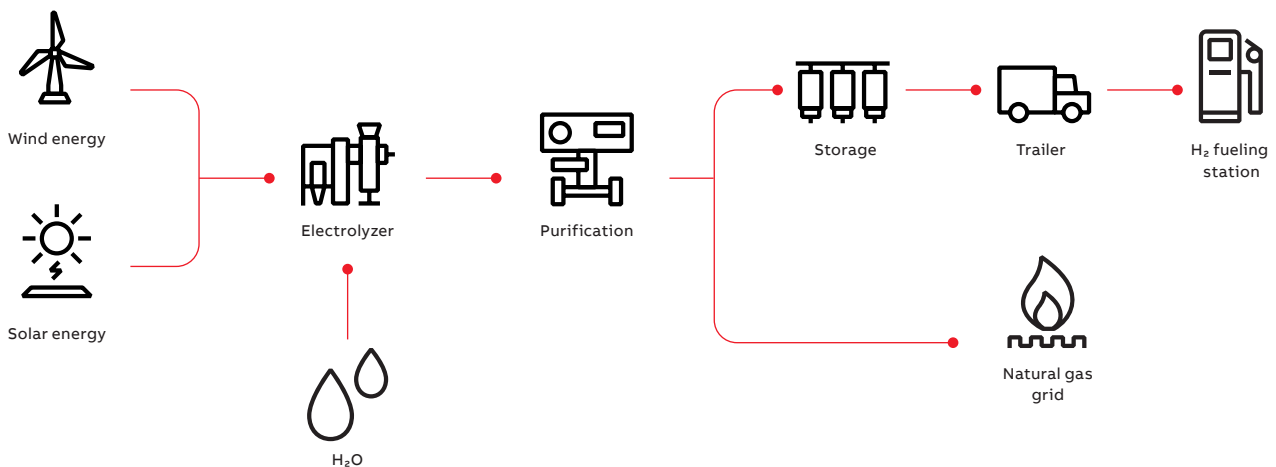 Wind energy
Solar energy
Electrolyzer
H₂O
Purification
Storage
Trailer
H₂ fueling
station
Natural gas
grid